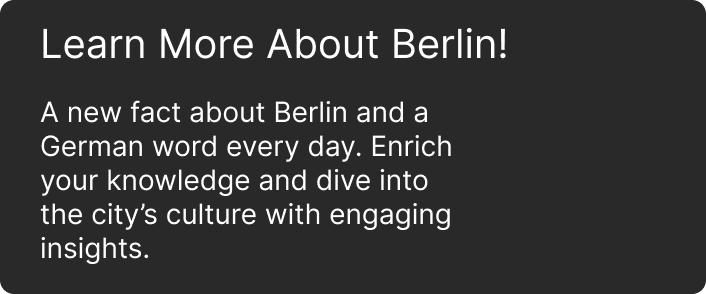 Learn More About Berlin!
A new fact about Berlin and a
German word every day. Enrich
your knowledge and dive into
the city’s culture with engaging
insights.